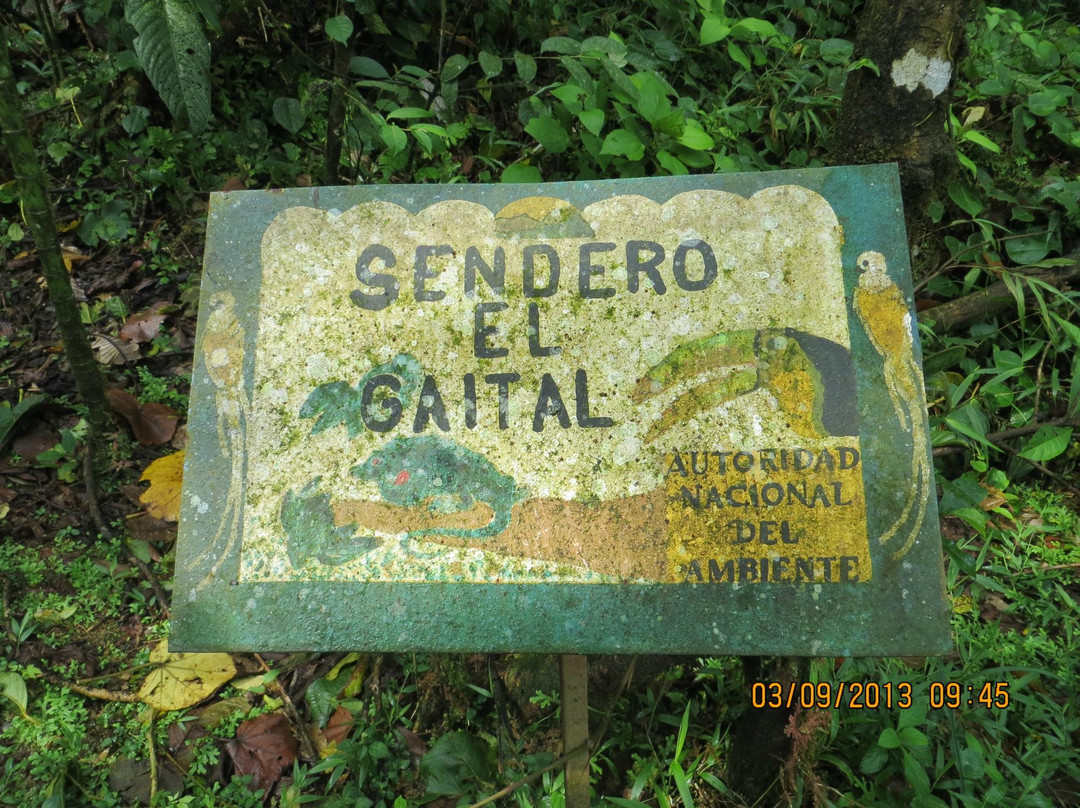 SENDERO
EL
GAITAL
AUTORIDAD
NACIONAL
DEL
AMBIENTE
03/09/2013 09:45